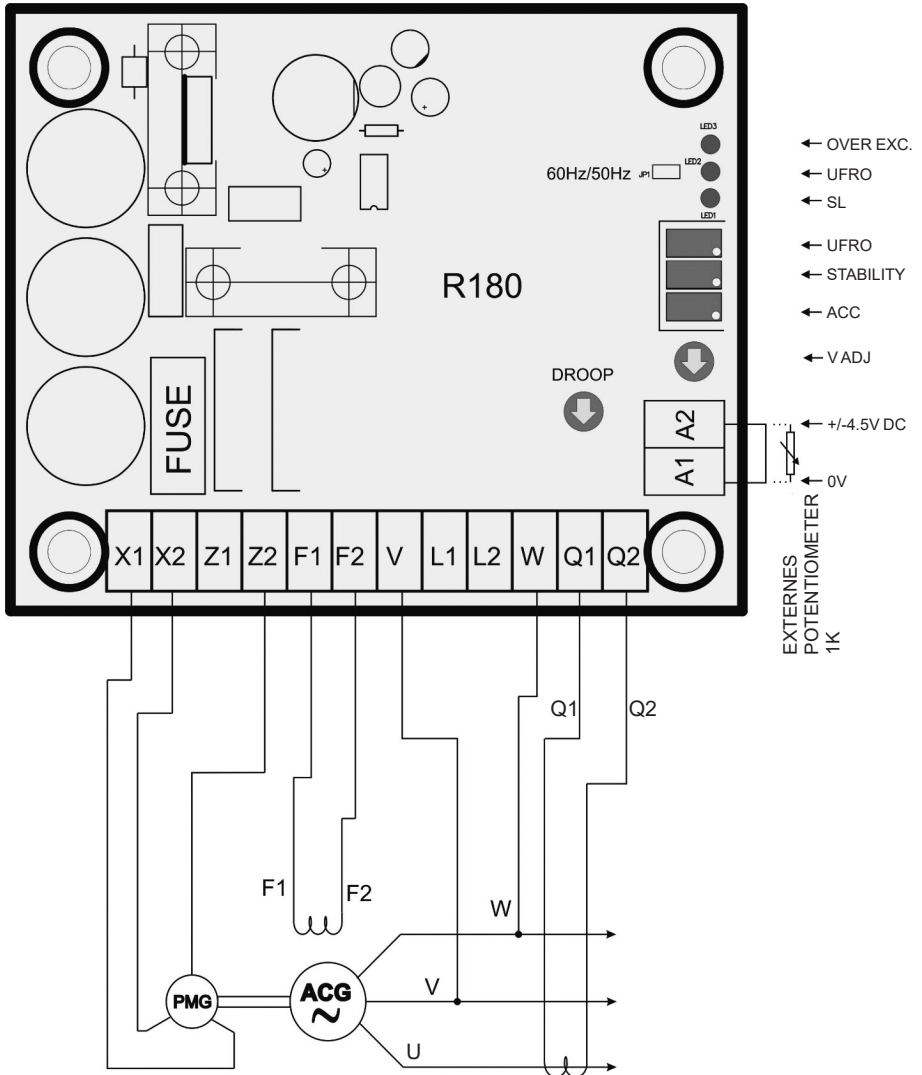 LED3
OVER EXC.
60Hz/50Hz JP1 LED2
UFRO
SL
LED1
UFRO
STABILITY
R180
ACC
V ADJ
DROOP
FUSE
A2
+/-4.5V DC
A1
0V
EXTERNES
POTENTIOMETER
1K
X1 X2 Z1 Z2 F1 F2 V L1 L2 W Q1 Q2
Q1 Q2
F1 F2
W
PMG
ACG
~
V
U